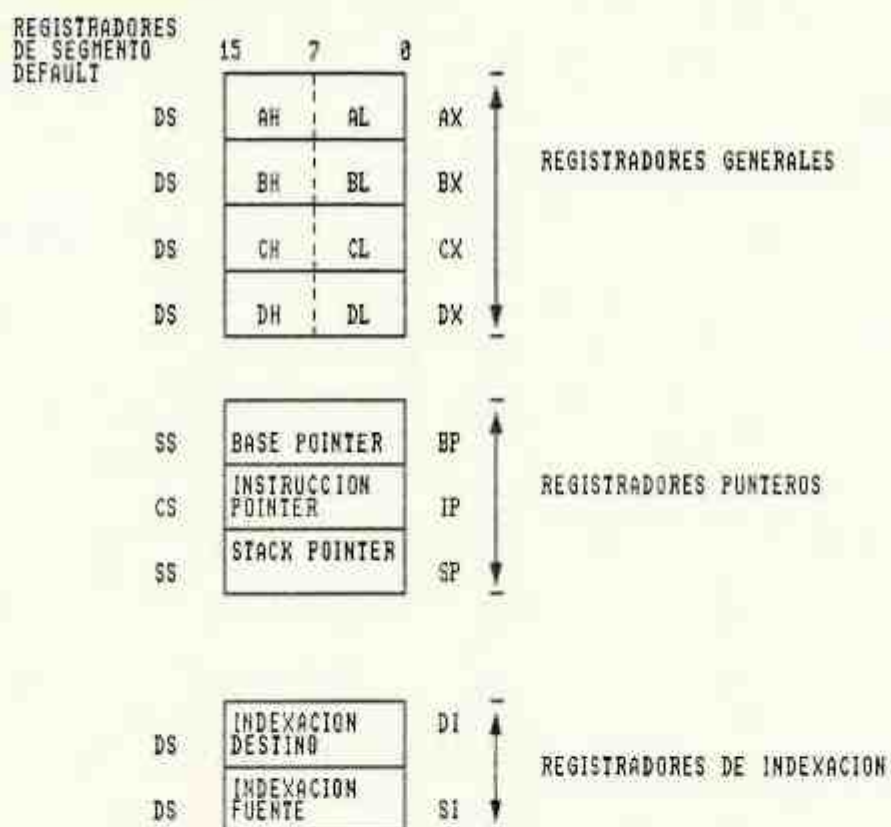 REGISTRADORES
DE SEGMENTO
DEFAULT
15 7 0
DS AH AL AX
REGISTRADORES GENERALES
DS BH BL BX
DS CH CL CX
DS DH DL DX
SS BASE POINTER BP
INSTRUCCION
CS POINTER IP
REGISTRADORES PUNTEROS
STACK POINTER
SS SP
INDEXACION DI
DS DESTINO
REGISTRADORES DE INDEXACION
INDEXACION
DS FUENTE SI